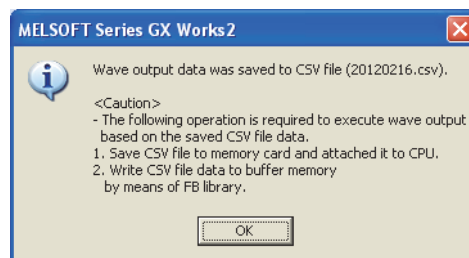 MELSOFT Series GX Works2
Wave output data was saved to CSV file (20120216.csv).
<Caution>
- The following operation is required to execute wave output
based on the saved CSV file data.
1. Save CSV file to memory card and attached it to CPU.
2. Write CSV file data to buffer memory
by means of FB library.
OK